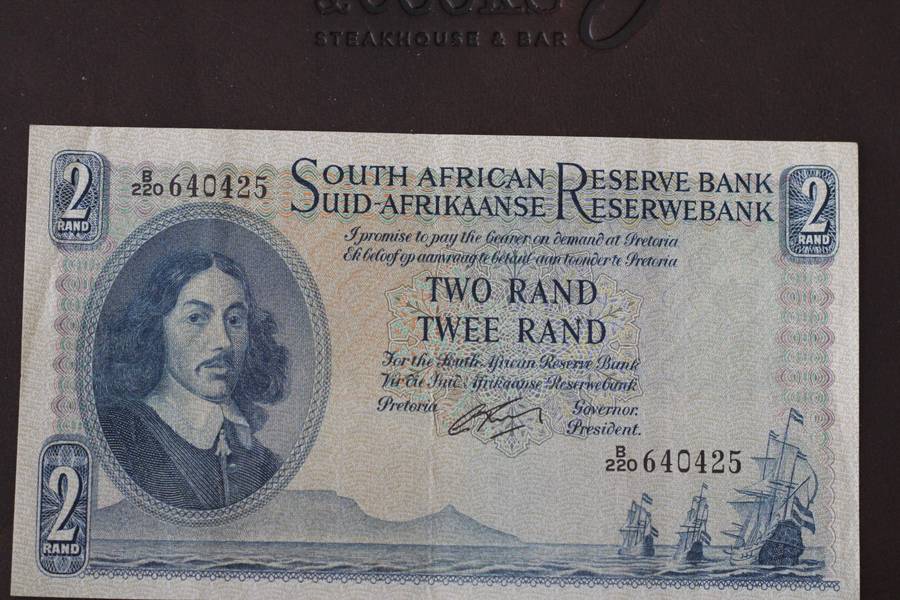 STEAKHOUSE & BAR
2
RAND
B/220 640425
SOUTH AFRICAN RESERVE BANK
SUID-AFRIKAANSE RESERWEBANK
2
RAND
I promise to pay the bearer on demand at Pretoria
Ek beloof op aanvraag te betaal aan toonder te Pretoria
TWO RAND
TWEE RAND
For the South African Reserve Bank
Vir die Suid-Afrikaanse Reserwebank
Pretoria
Governor.
President.
B/220 640425
2
RAND